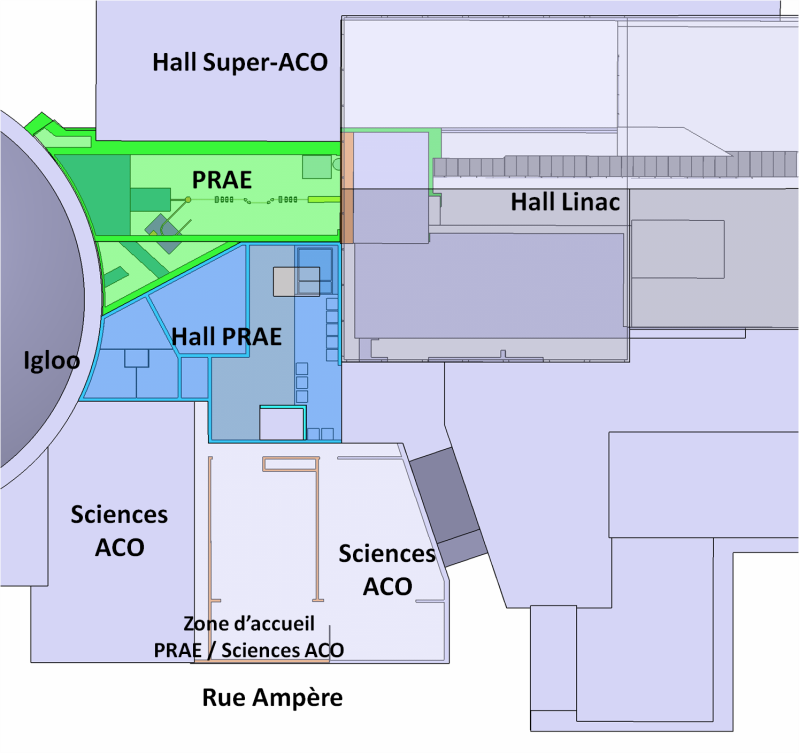 Hall Super-ACO
PRAE
Hall Linac
Hall PRAE
Igloo
Sciences
ACO
Sciences
ACO
Zone d'accueil
PRAE / Sciences ACO
Rue Ampère